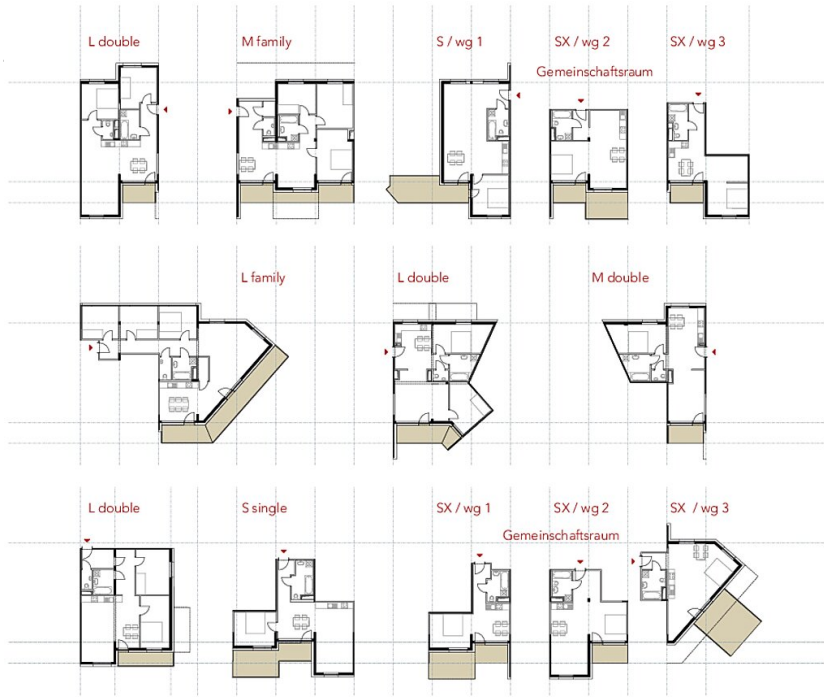 L double
M family
S / wg 1
SX / wg 2
SX / wg 3
Gemeinschaftsraum
L family
L double
M double
L double
S single
SX / wg 1
SX / wg 2
SX / wg 3
Gemeinschaftsraum